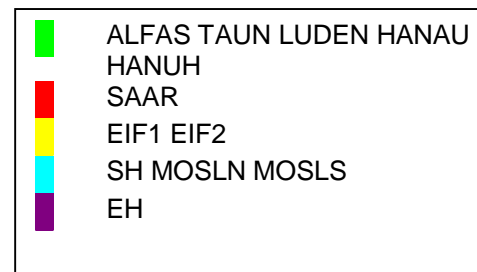 ALFAS TAUN LUDEN HANAU
HANUH
SAAR
EIF1 EIF2
SH MOSLN MOSLS
EH